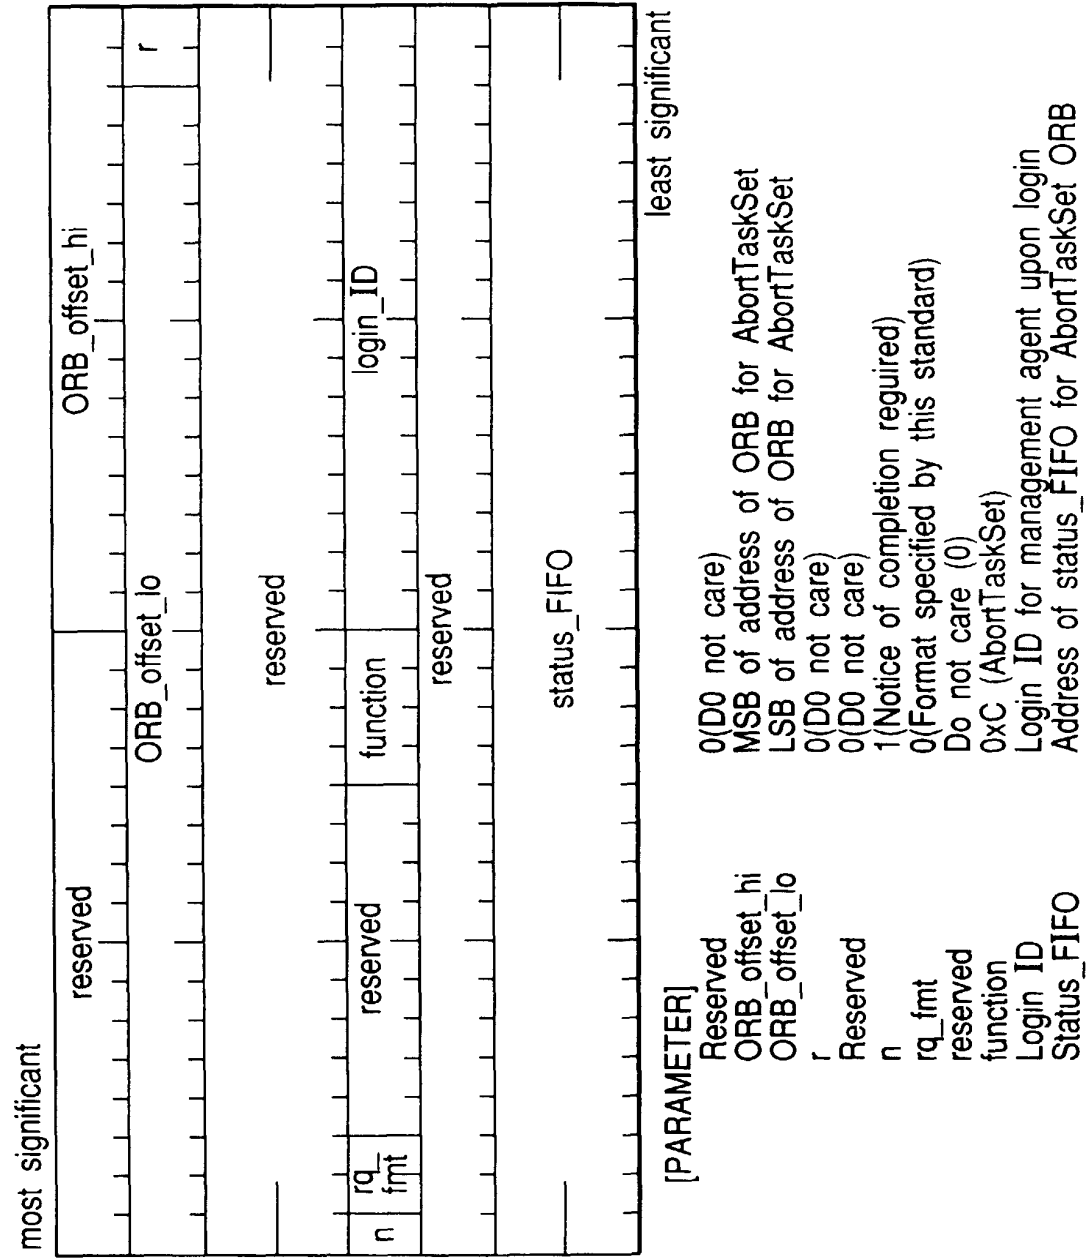 most significant
reserved ORB_offset_hi
ORB_offset_lo r
reserved
n rq_ fmt reserved function login_ID
reserved
status_FIFO
least significant
[PARAMETER]
Reserved 0(D0 not care)
ORB_offset_hi MSB of address of ORB for AbortTaskSet
ORB_offset_lo LSB of address of ORB for AbortTaskSet
r 0(D0 not care)
Reserved 0(D0 not care)
n 1(Notice of completion reguired)
rq_fmt 0(Format specified by this standard)
reserved Do not care (0)
function 0xC (AbortTaskSet)
Login ID Login ID for management agent upon login
Status_FIFO Address of status_FIFO for AbortTaskSet ORB